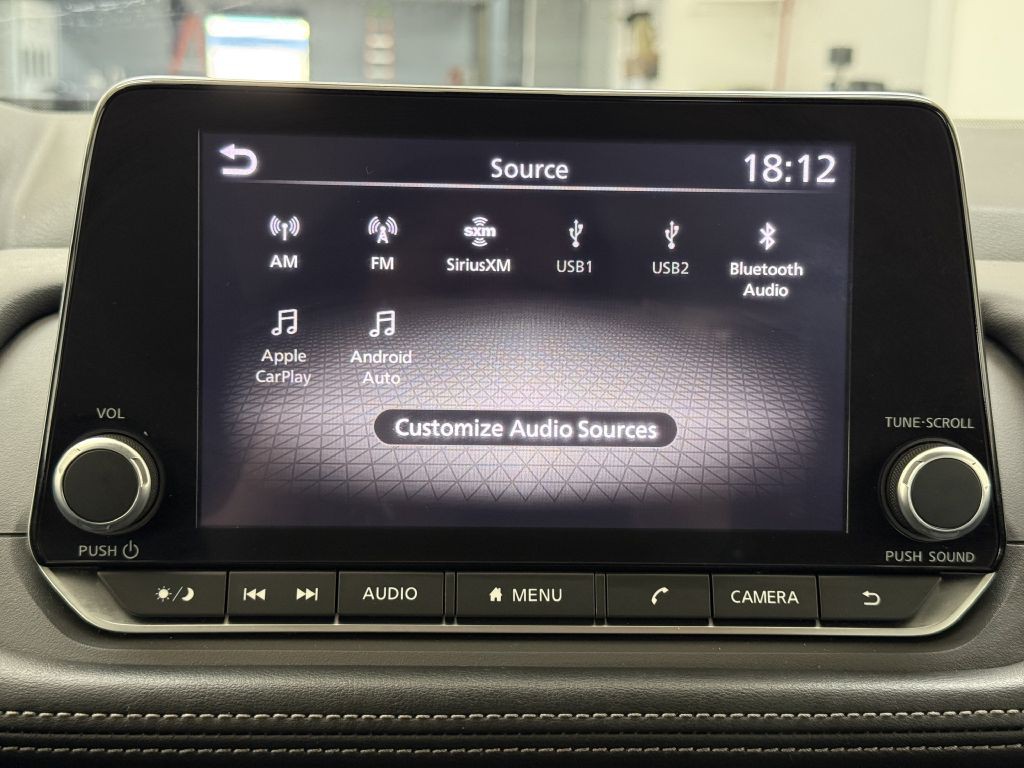 Source
18:12
AM
FM
sxm
SiriusXM
USB1
USB2
Bluetooth
Audio
Apple
CarPlay
Android
Auto
Customize Audio Sources
VOL
TUNE·SCROLL
PUSH
PUSH SOUND
AUDIO
MENU
CAMERA